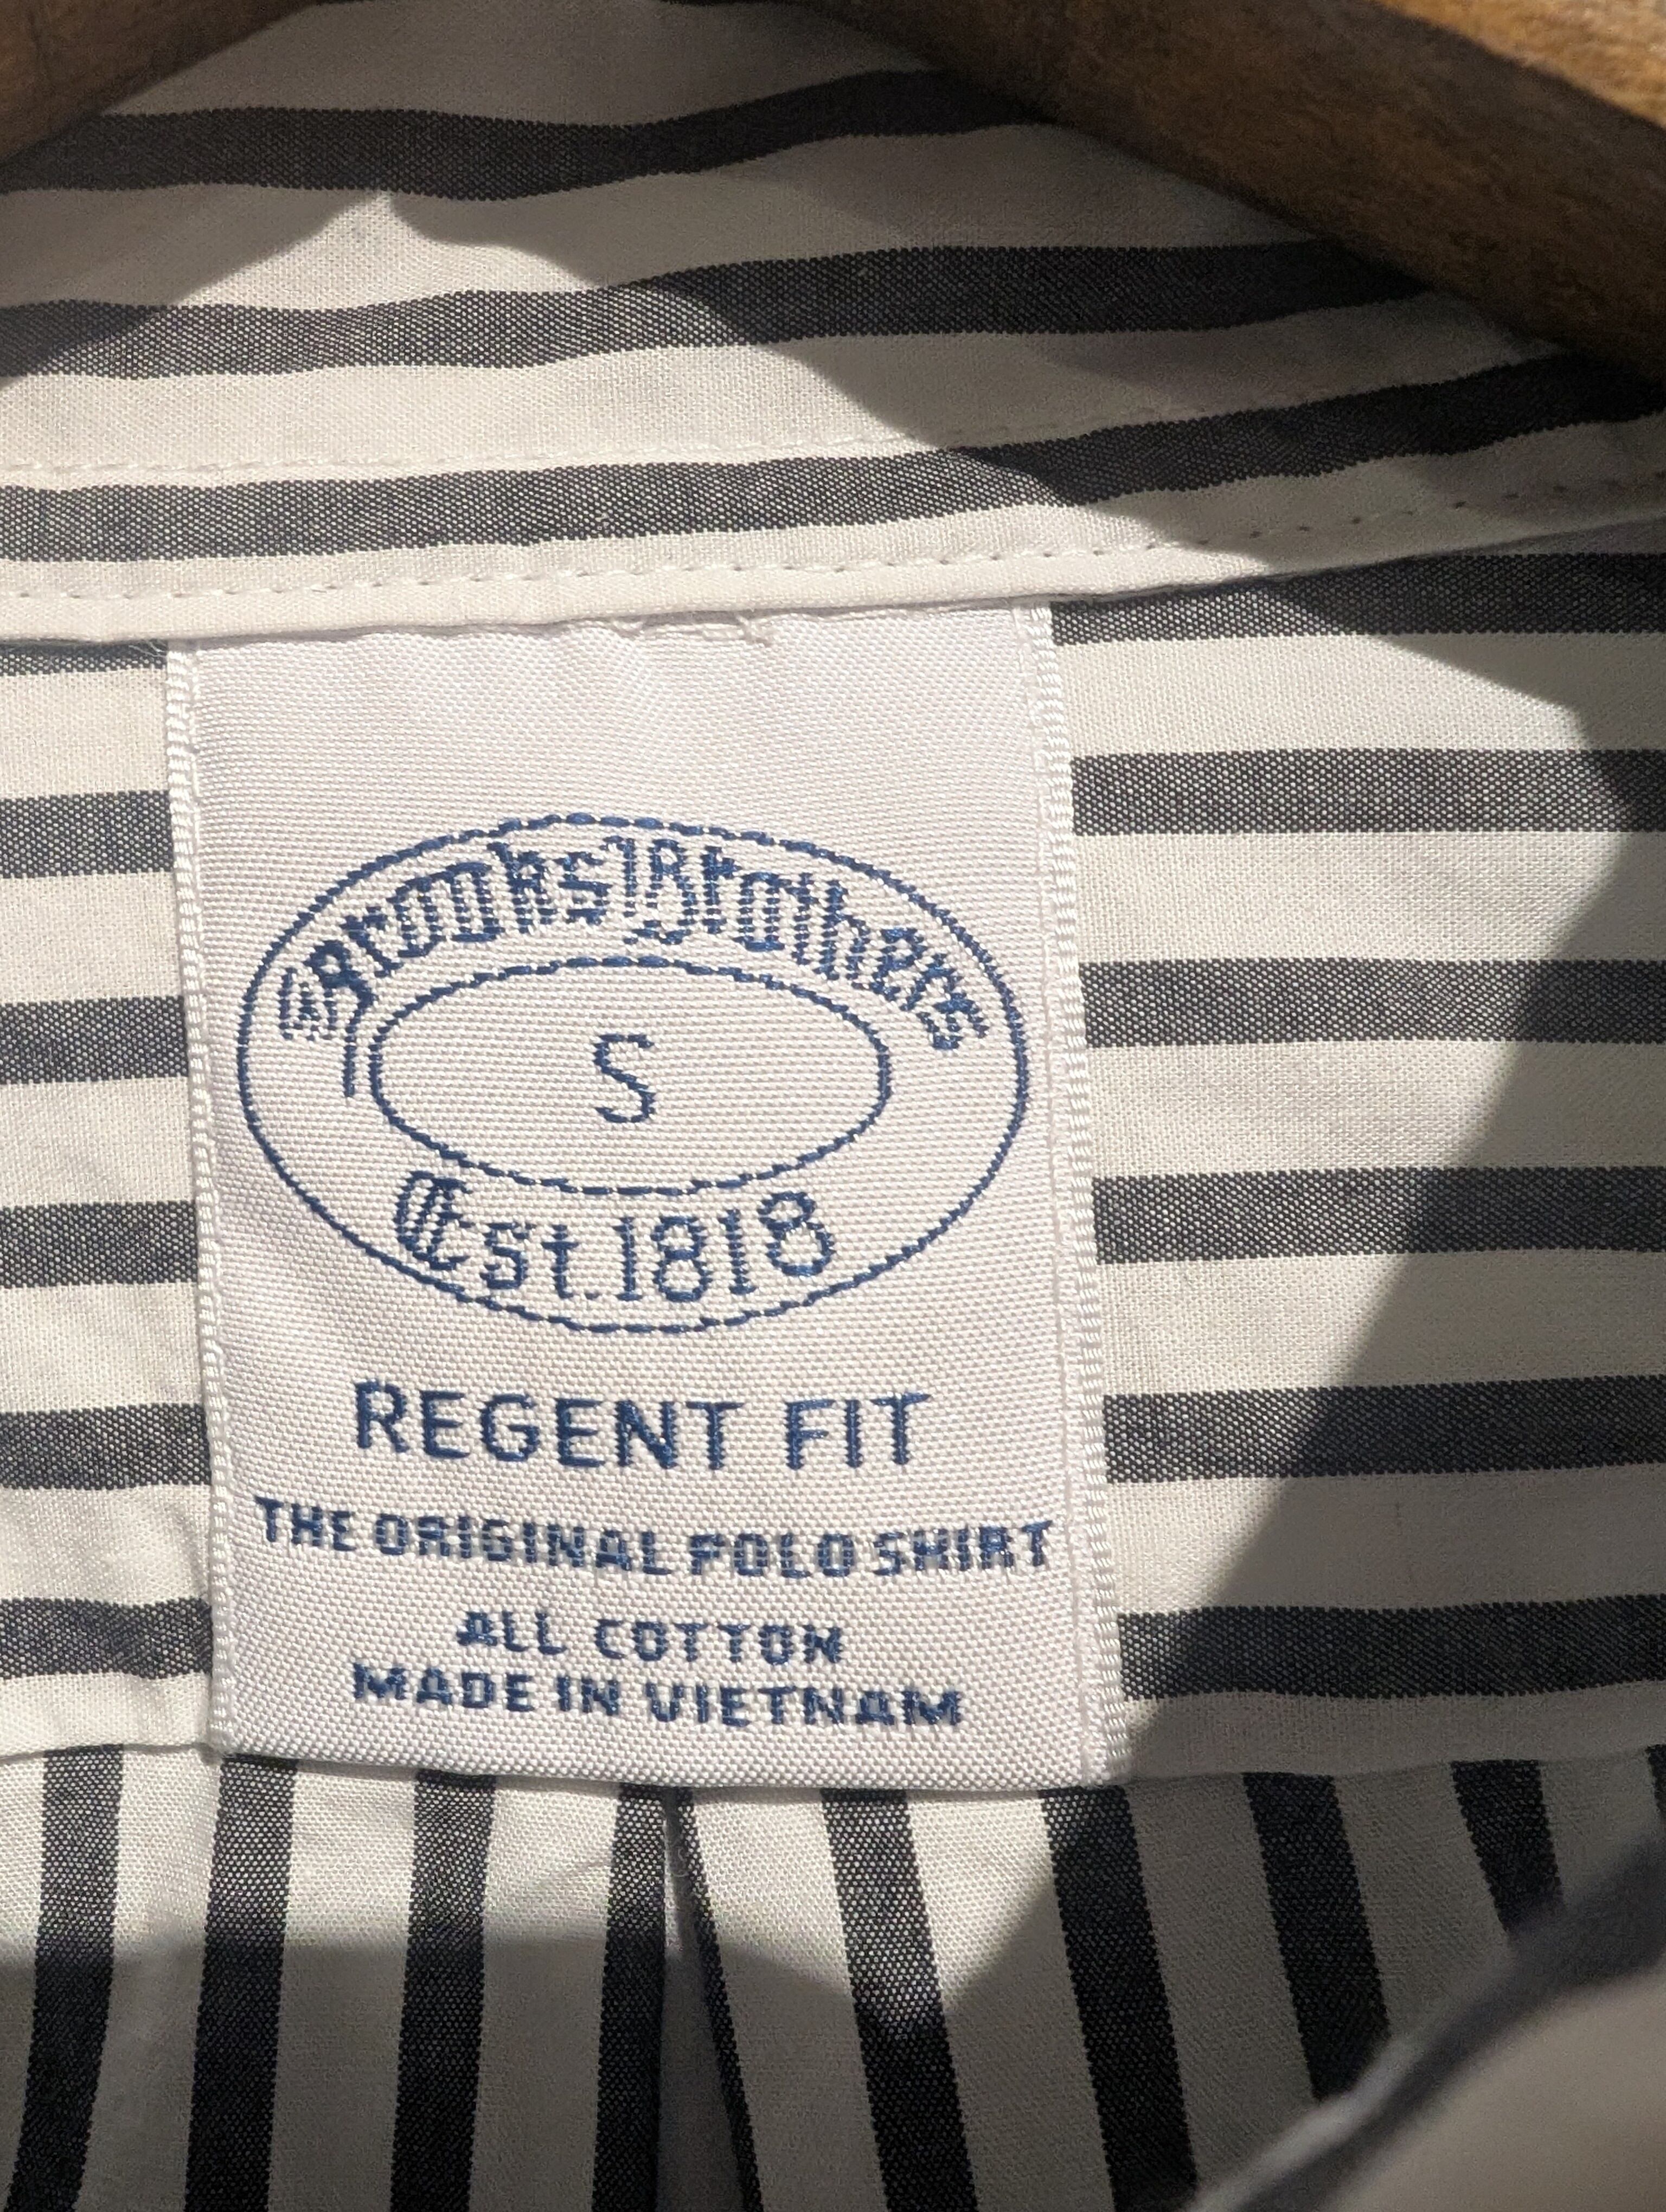 Brooks Brothers
S
Est. 1818
REGENT FIT
THE ORIGINAL POLO SHIRT
ALL COTTON
MADE IN VIETNAM